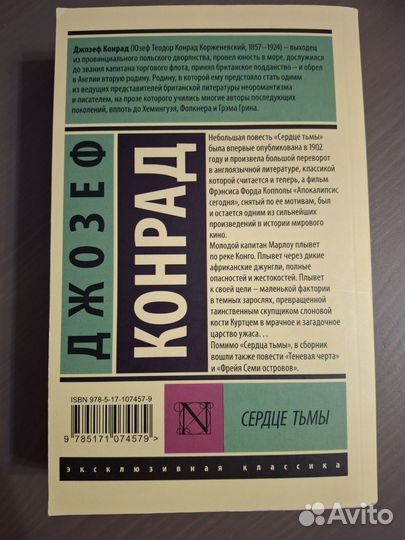 Джозеф Конрад (Юзеф Теодор Конрад Корженевский, 1857–1924) – выходец
из провинциального польского дворянства, провел юность в море, дослужился
до звания капитана торгового флота, принял британское подданство – и обрел
в Англии вторую родину. Родину, в которой ему предстояло стать одним
из ведущих представителей британской литературы неоромантизма
и писателем, на прозе которого учились многие авторы последующих
поколений, вплоть до Хемингуэя, Фолкнера и Грэма Грина.
ДЖОЗЕФ
КОНРАД
Небольшая повесть «Сердце тьмы»
была впервые опубликована в 1902
году и произвела большой переворот
в англоязычной литературе, классикой
которой считается и теперь, а фильм
Фрэнсиса Форда Копполы «Апокалипсис
сегодня», снятый по ее мотивам, был
и остается одним из сильнейших
произведений в истории мирового
кино.
Молодой капитан Марлоу плывет
по реке Конго. Плывет через дикие
африканские джунгли, полные
опасностей и жестокостей. Плывет
к своей цели – маленькой фактории
в темных зарослях, превращенной
таинственным скупщиком слоновой
кости Куртцем в мрачное и загадочное
царство ужаса...
Помимо «Сердца тьмы», в сборник
вошли также повести «Теневая черта»
и «Фрейя Семи островов».
ISBN 978-5-17-107457-9
9 785171 074579 >
N
СЕРДЦЕ ТЬМЫ
эксклюзивная классика
Avito